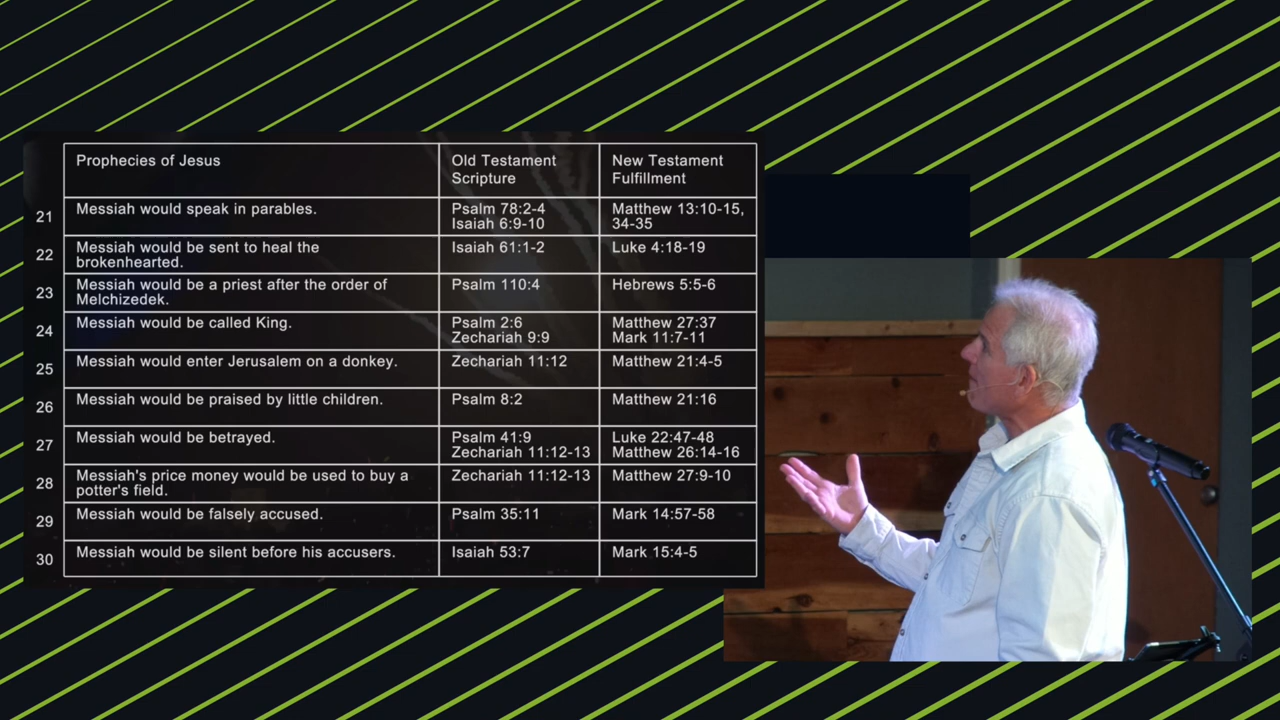 Prophecies of Jesus
Old Testament
Scripture
New Testament
Fulfillment
21
Messiah would speak in parables.
Psalm 78:2-4
Isaiah 6:9-10
Matthew 13:10-15,
34-35
22
Messiah would be sent to heal the
brokenhearted.
Isaiah 61:1-2
Luke 4:18-19
23
Messiah would be a priest after the order of
Melchizedek.
Psalm 110:4
Hebrews 5:5-6
24
Messiah would be called King.
Psalm 2:6
Zechariah 9:9
Matthew 27:37
Mark 11:7-11
25
Messiah would enter Jerusalem on a donkey.
Zechariah 11:12
Matthew 21:4-5
26
Messiah would be praised by little children.
Psalm 8:2
Matthew 21:16
27
Messiah would be betrayed.
Psalm 41:9
Zechariah 11:12-13
Luke 22:47-48
Matthew 26:14-16
28
Messiah's price money would be used to buy a
potter's field.
Zechariah 11:12-13
Matthew 27:9-10
29
Messiah would be falsely accused.
Psalm 35:11
Mark 14:57-58
30
Messiah would be silent before his accusers.
Isaiah 53:7
Mark 15:4-5